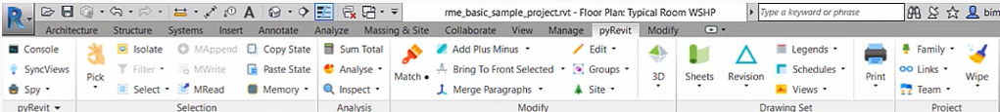 rme_basic_sample_project.rvt - Floor Plan: Typical Room WSHP
Type a keyword or phrase
bim
Architecture Structure Systems Insert Annotate Analyze Massing & Site Collaborate View Manage pyRevit Modify
Console
SyncViews
Spy
pyRevit
Pick
Isolate
Filter
Select
MAppend
MWrite
MRead
Copy State
Paste State
Memory
Selection
Sum Total
Analyse
Inspect
Analysis
Match
Add Plus Minus
Bring To Front Selected
Merge Paragraphs
Edit
Groups
Site
3D
Modify
Sheets
Revision
Legends
Schedules
Views
Print
Drawing Set
Family
Links
Team
Wipe
Project